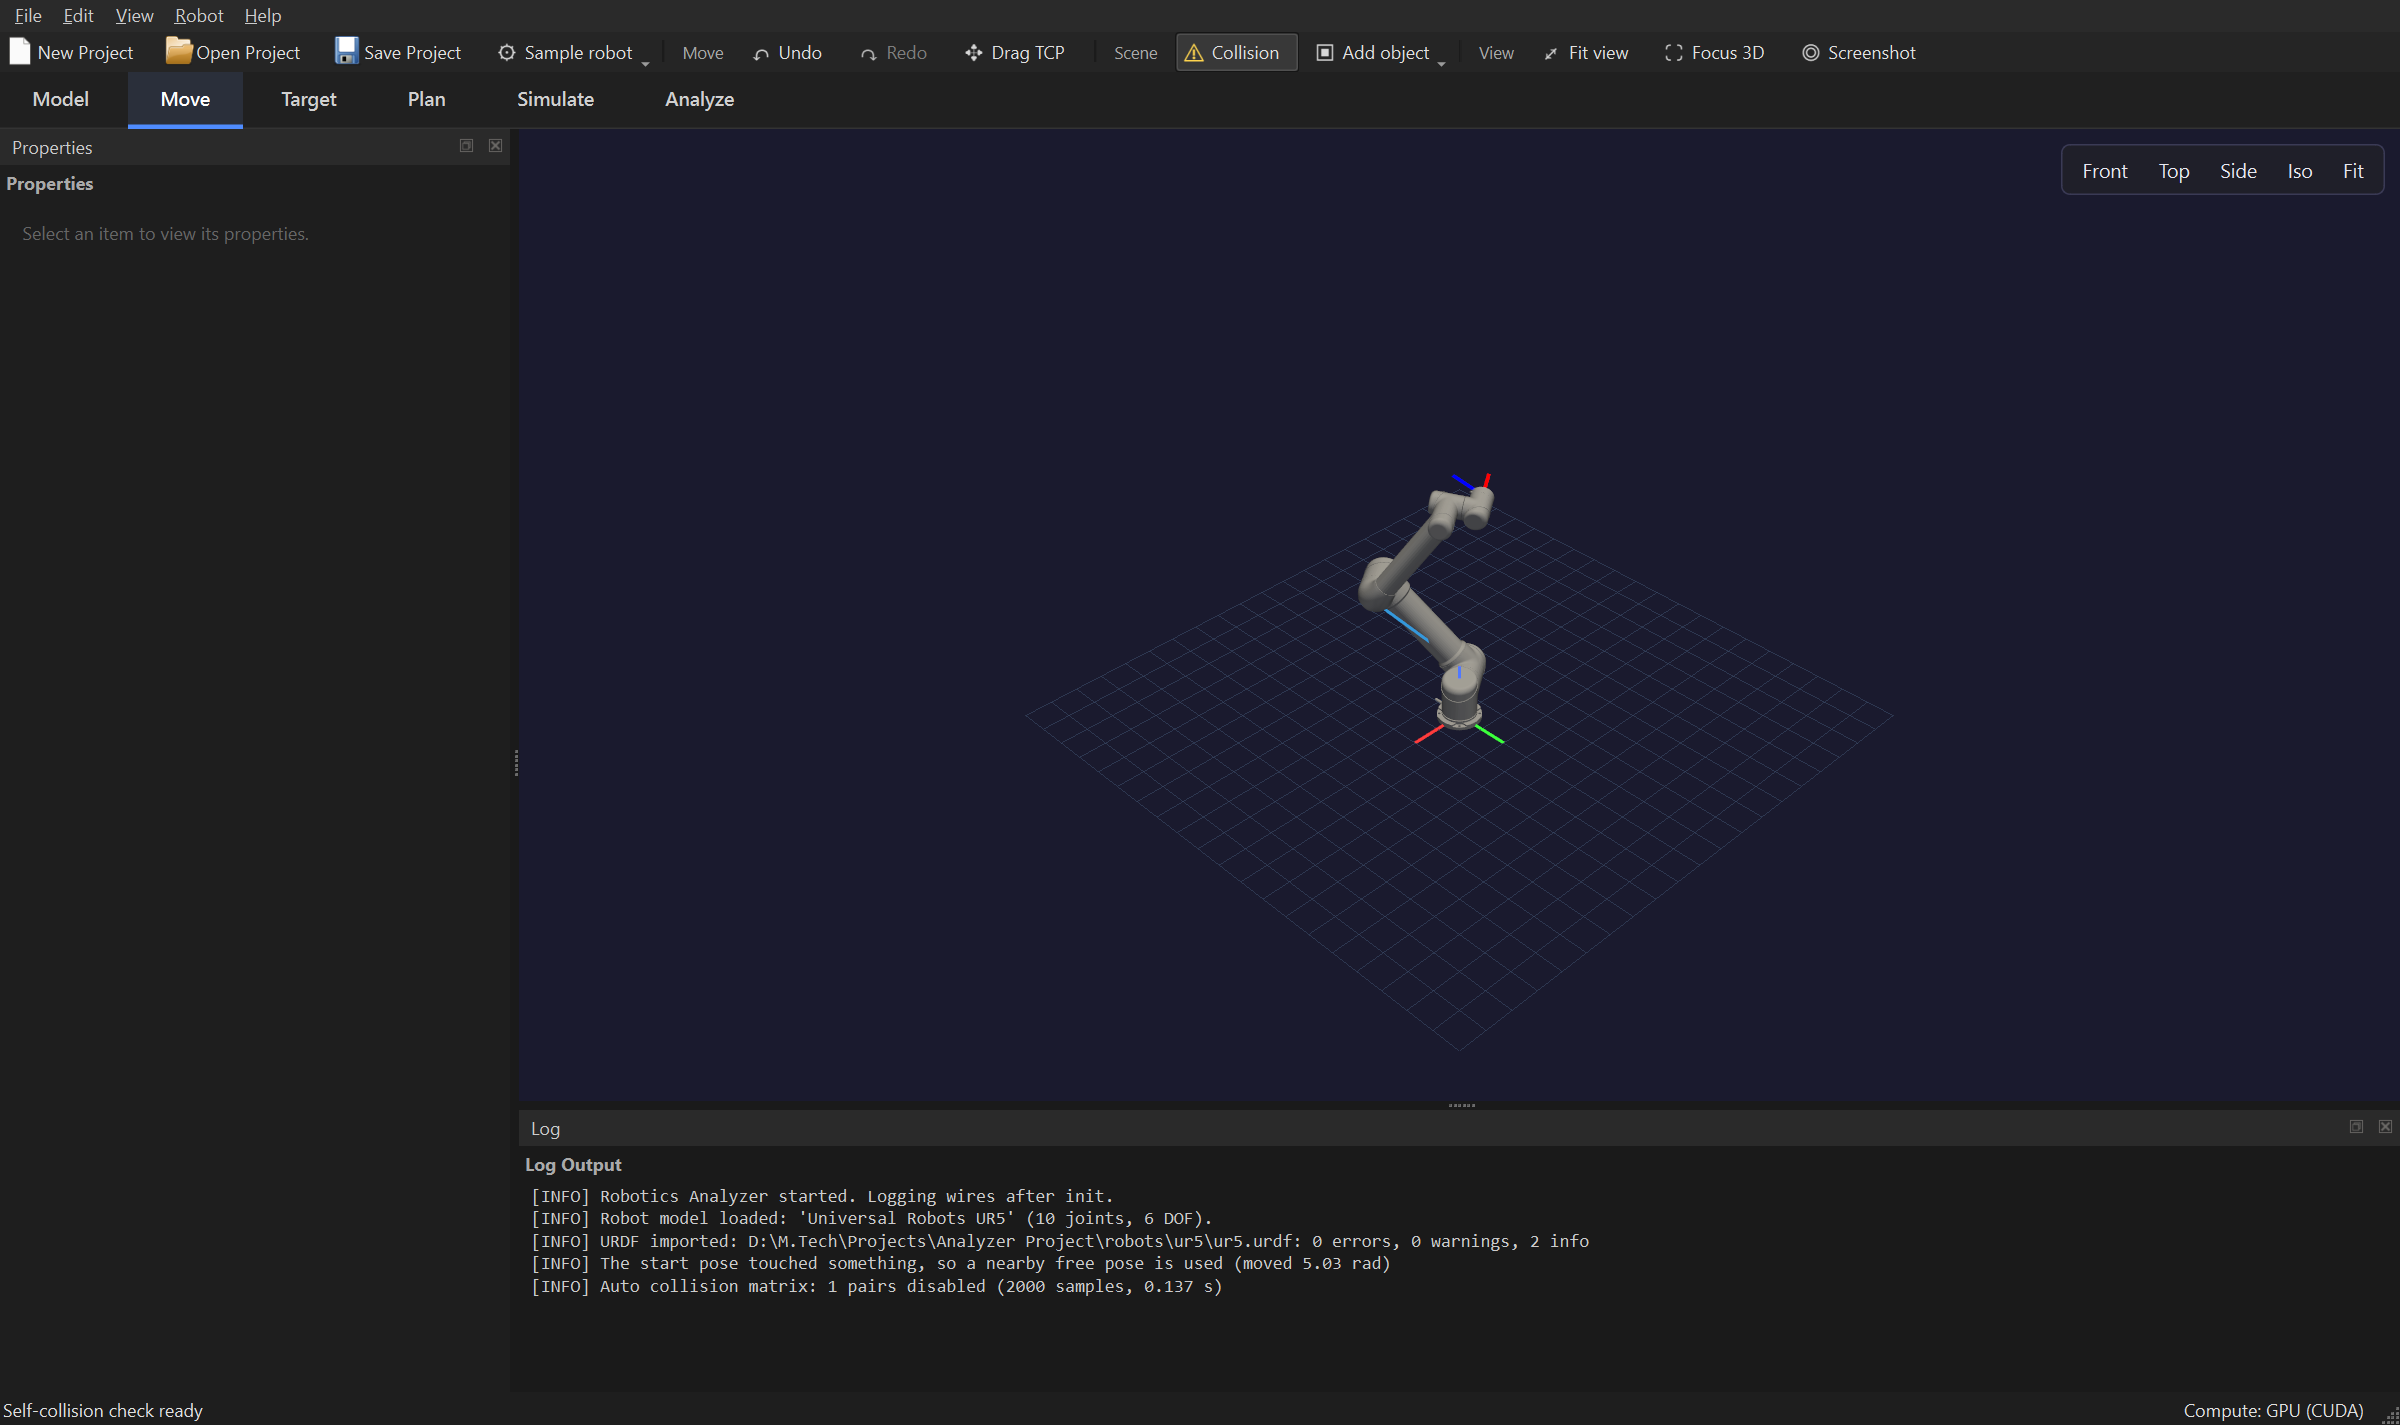 File Edit View Robot Help
New Project Open Project Save Project Sample robot Move Undo Redo Drag TCP Scene Collision Add object View Fit view Focus 3D Screenshot
Model Move Target Plan Simulate Analyze
Properties
Properties
Select an item to view its properties.
Front Top Side Iso Fit
Log
Log Output
[INFO] Robotics Analyzer started. Logging wires after init.
[INFO] Robot model loaded: 'Universal Robots UR5' (10 joints, 6 DOF).
[INFO] URDF imported: D:\M.Tech\Projects\Analyzer Project\robots\ur5\ur5.urdf: 0 errors, 0 warnings, 2 info
[INFO] The start pose touched something, so a nearby free pose is used (moved 5.03 rad)
[INFO] Auto collision matrix: 1 pairs disabled (2000 samples, 0.137 s)
Self-collision check ready
Compute: GPU (CUDA)